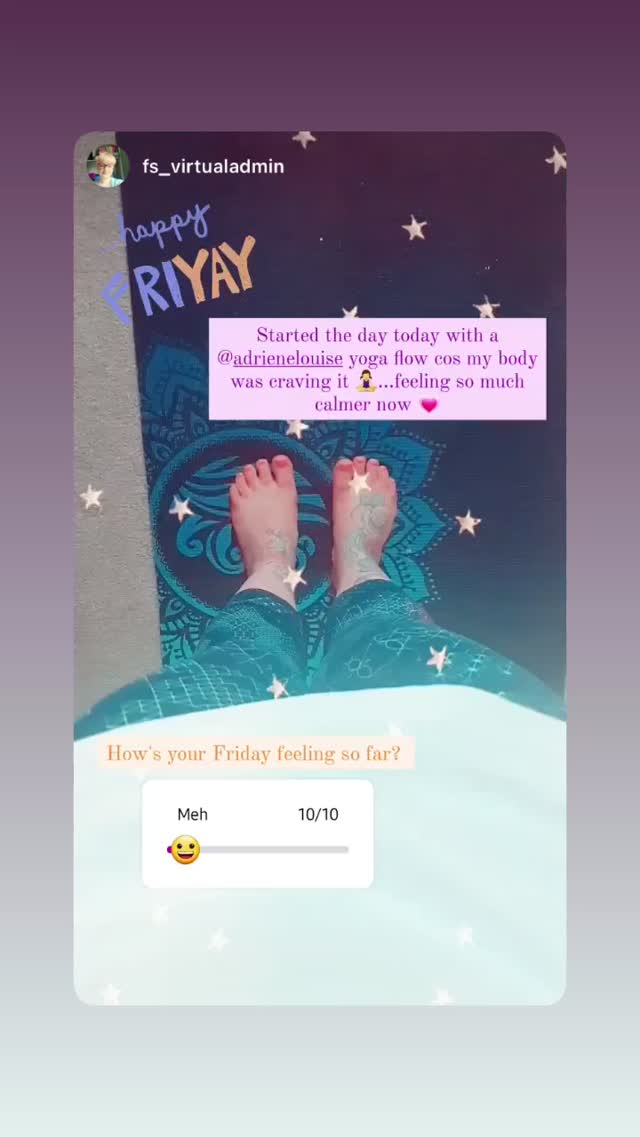 fs_virtualadmin
happy
FRIYAY
Started the day today with a
@adrienelouise yoga flow cos my body
was craving it 🧘‍♀️...feeling so much
calmer now 💗
How's your Friday feeling so far?
Meh 10/10